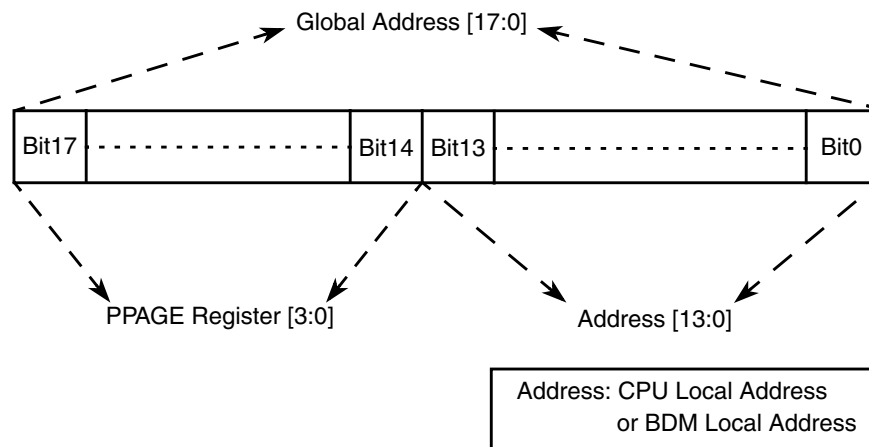 Global Address [17:0]
Bit17 Bit14 Bit13 Bit0
PPAGE Register [3:0] Address [13:0]
Address: CPU Local Address
or BDM Local Address